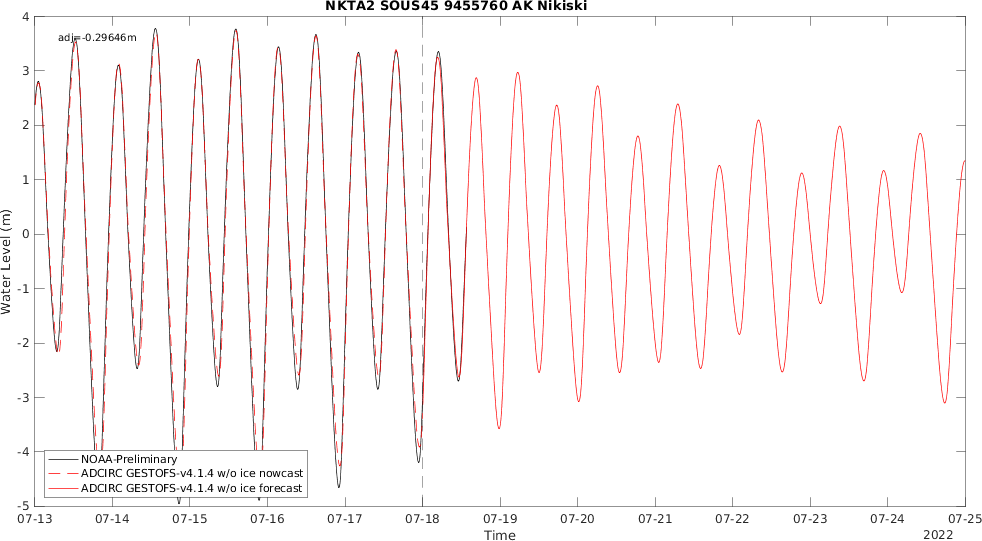 NKTA2 SOUS45 9455760 AK Nikiski
adj=-0.29646m
Water Level (m)
4
3
2
1
0
-1
-2
-3
-4
-5
NOAA-Preliminary
ADCIRC GESTOFS-v4.1.4 w/o ice nowcast
ADCIRC GESTOFS-v4.1.4 w/o ice forecast
07-13 07-14 07-15 07-16 07-17 07-18 07-19 07-20 07-21 07-22 07-23 07-24 07-25
Time
2022